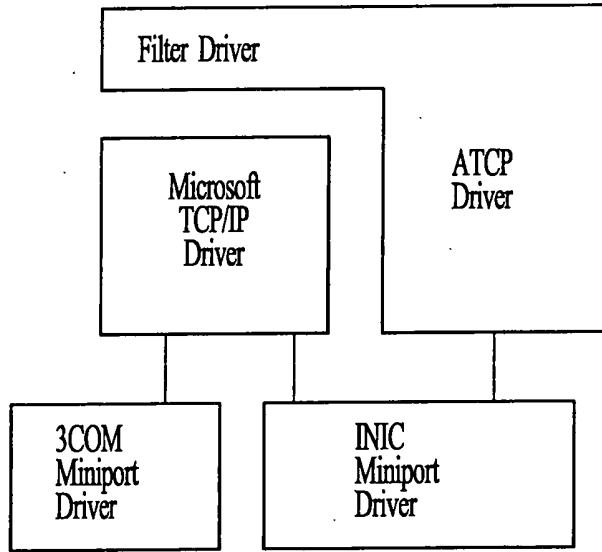 Filter Driver
ATCP
Driver
Microsoft
TCP/IP
Driver
3COM
Miniport
Driver
INIC
Miniport
Driver